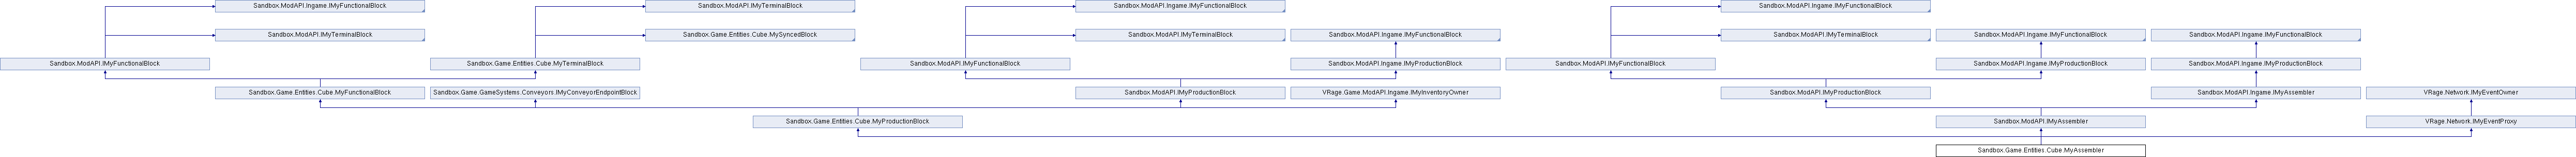 Sandbox.ModAPI.Ingame.IMyFunctionalBlock
Sandbox.ModAPI.IMyTerminalBlock
Sandbox.ModAPI.Ingame.IMyFunctionalBlock
Sandbox.ModAPI.Ingame.IMyFunctionalBlock
Sandbox.ModAPI.IMyTerminalBlock
Sandbox.Game.Entities.Cube.MySyncedBlock
Sandbox.ModAPI.IMyTerminalBlock
Sandbox.ModAPI.Ingame.IMyFunctionalBlock
Sandbox.ModAPI.IMyTerminalBlock
Sandbox.ModAPI.Ingame.IMyFunctionalBlock
Sandbox.ModAPI.Ingame.IMyFunctionalBlock
Sandbox.ModAPI.IMyFunctionalBlock
Sandbox.Game.Entities.Cube.MyTerminalBlock
Sandbox.ModAPI.IMyFunctionalBlock
Sandbox.ModAPI.Ingame.IMyProductionBlock
Sandbox.ModAPI.IMyFunctionalBlock
Sandbox.ModAPI.Ingame.IMyProductionBlock
Sandbox.ModAPI.Ingame.IMyProductionBlock
Sandbox.Game.Entities.Cube.MyFunctionalBlock
Sandbox.Game.GameSystems.Conveyors.IMyConveyorEndpointBlock
Sandbox.ModAPI.IMyProductionBlock
VRage.Game.ModAPI.Ingame.IMyInventoryOwner
Sandbox.ModAPI.IMyProductionBlock
Sandbox.ModAPI.Ingame.IMyAssembler
VRage.Network.IMyEventOwner
Sandbox.Game.Entities.Cube.MyProductionBlock
Sandbox.ModAPI.IMyAssembler
VRage.Network.IMyEventProxy
Sandbox.Game.Entities.Cube.MyAssembler